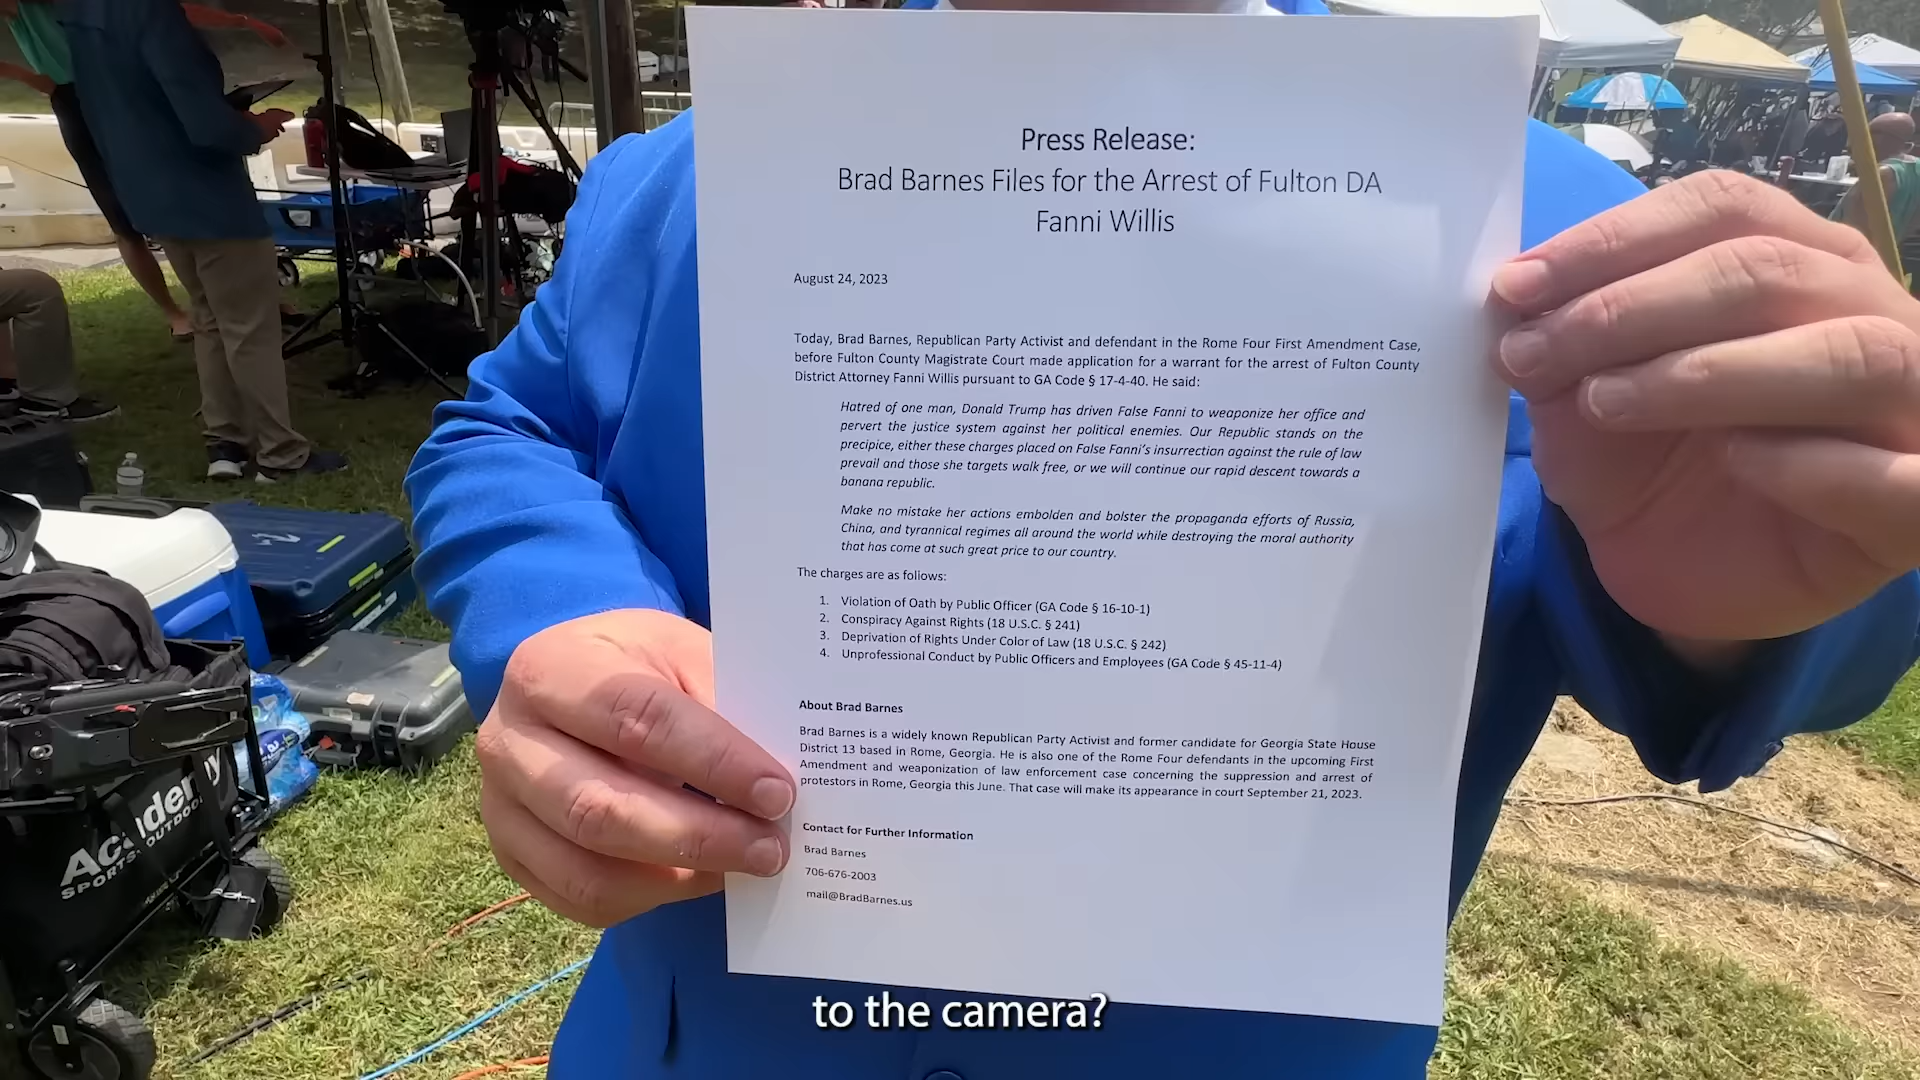 Press Release:
Brad Barnes Files for the Arrest of Fulton DA
Fanni Willis
August 24, 2023
Today, Brad Barnes, Republican Party Activist and defendant in the Rome Four First Amendment Case,
before Fulton County Magistrate Court made application for a warrant for the arrest of Fulton County
District Attorney Fanni Willis pursuant to GA Code § 17-4-40. He said:
Hatred of one man, Donald Trump has driven False Fanni to weaponize her office and
pervert the justice system against her political enemies. Our Republic stands on the
precipice, either these charges placed on False Fanni's insurrection against the rule of law
prevail and those she targets walk free, or we will continue our rapid descent towards a
banana republic.
Make no mistake her actions embolden and bolster the propaganda efforts of Russia,
China, and tyrannical regimes all around the world while destroying the moral authority
that has come at such great price to our country.
The charges are as follows:
1. Violation of Oath by Public Officer (GA Code § 16-10-1)
2. Conspiracy Against Rights (18 U.S.C. § 241)
3. Deprivation of Rights Under Color of Law (18 U.S.C. § 242)
4. Unprofessional Conduct by Public Officers and Employees (GA Code § 45-11-4)
About Brad Barnes
Brad Barnes is a widely known Republican Party Activist and former candidate for Georgia State House
District 13 based in Rome, Georgia. He is also one of the Rome Four defendants in the upcoming First
Amendment and weaponization of law enforcement case concerning the suppression and arrest of
protestors in Rome, Georgia this June. That case will make its appearance in court September 21, 2023.
Contact for Further Information
Brad Barnes
706-676-2003
mail@BradBarnes.us
Academy
SPORTS+OUTDOORS
to the camera?